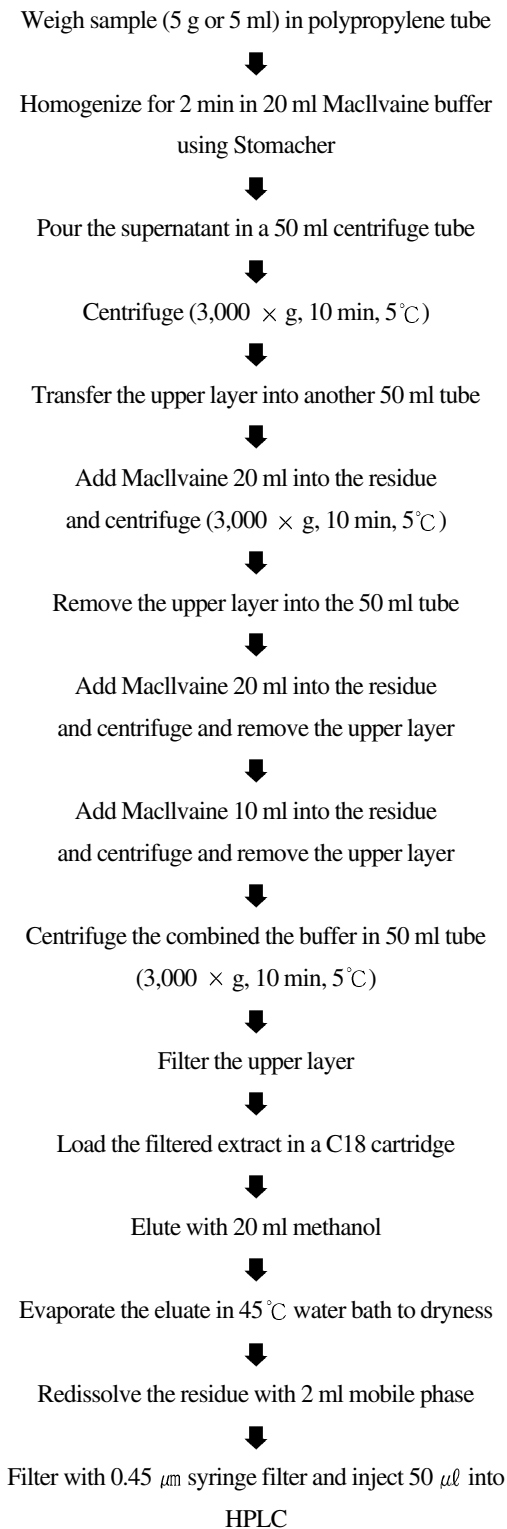 Weigh sample (5 g or 5 ml) in polypropylene tube
Homogenize for 2 min in 20 ml Macllvaine buffer
using Stomacher
Pour the supernatant in a 50 ml centrifuge tube
Centrifuge (3,000 × g, 10 min, 5℃)
Transfer the upper layer into another 50 ml tube
Add Macllvaine 20 ml into the residue
and centrifuge (3,000 × g, 10 min, 5℃)
Remove the upper layer into the 50 ml tube
Add Macllvaine 20 ml into the residue
and centrifuge and remove the upper layer
Add Macllvaine 10 ml into the residue
and centrifuge and remove the upper layer
Centrifuge the combined the buffer in 50 ml tube
(3,000 × g, 10 min, 5℃)
Filter the upper layer
Load the filtered extract in a C18 cartridge
Elute with 20 ml methanol
Evaporate the eluate in 45℃ water bath to dryness
Redissolve the residue with 2 ml mobile phase
Filter with 0.45 ㎛ syringe filter and inject 50 ㎕ into
HPLC